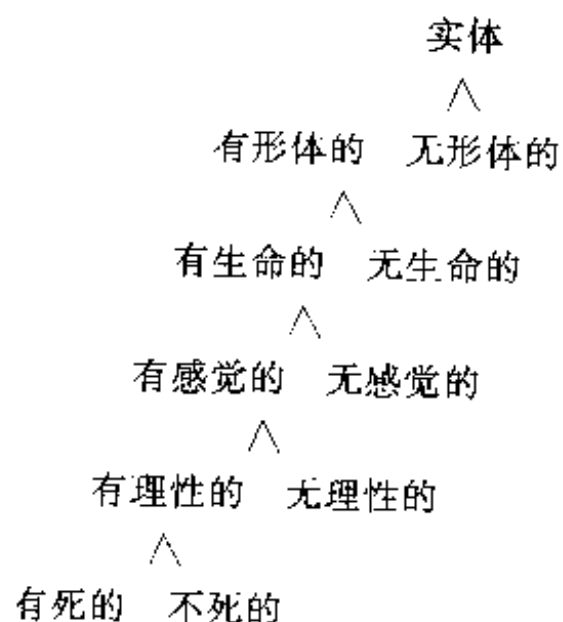 实体
有形体的 无形体的
有生命的 无生命的
有感觉的 无感觉的
有理性的 无理性的
有死的 不死的